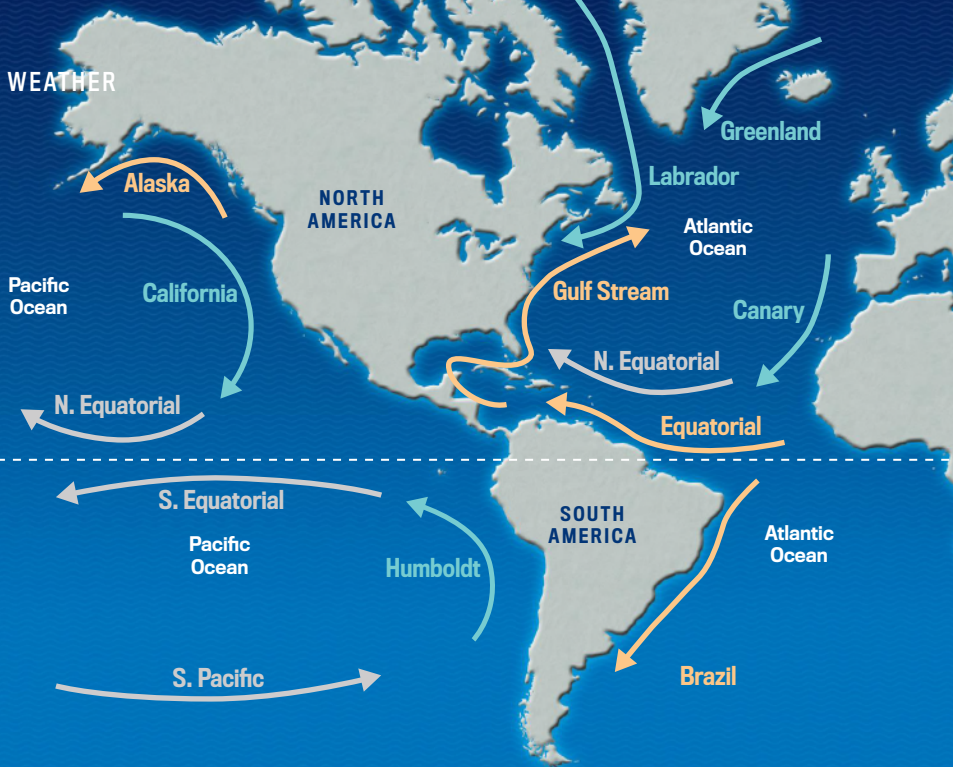 WEATHER
Greenland
Alaska
Labrador
NORTH
AMERICA
Atlantic
Ocean
Pacific
Ocean
California
Gulf Stream
Canary
N. Equatorial
N. Equatorial
Equatorial
S. Equatorial
SOUTH
AMERICA
Pacific
Ocean
Atlantic
Ocean
Humboldt
S. Pacific
Brazil